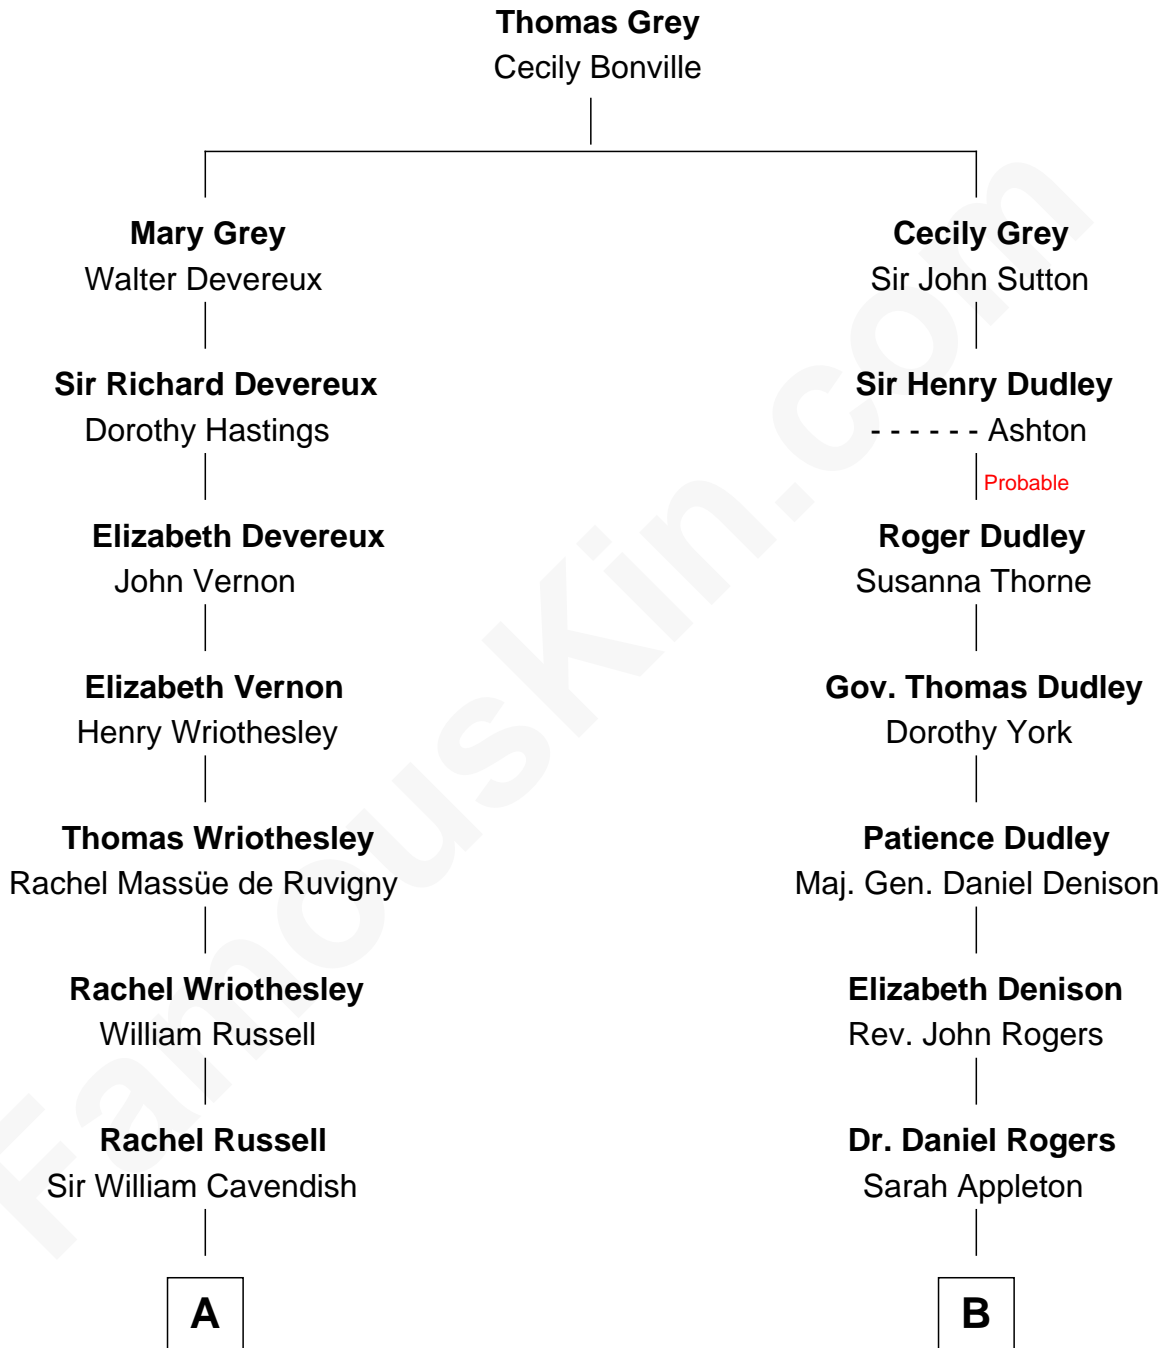 Thomas Grey
Cecily Bonville
Mary Grey
Walter Devereux
Cecily Grey
Sir John Sutton
Sir Richard Devereux
Dorothy Hastings
Sir Henry Dudley
- - - - - - Ashton
Probable
Elizabeth Devereux
John Vernon
Roger Dudley
Susanna Thorne
Elizabeth Vernon
Henry Wriothesley
Gov. Thomas Dudley
Dorothy York
Thomas Wriothesley
Rachel Massüe de Ruvigny
Patience Dudley
Maj. Gen. Daniel Denison
Rachel Wriothesley
William Russell
Elizabeth Denison
Rev. John Rogers
Rachel Russell
Sir William Cavendish
Dr. Daniel Rogers
Sarah Appleton
A
B
FamousKin.com